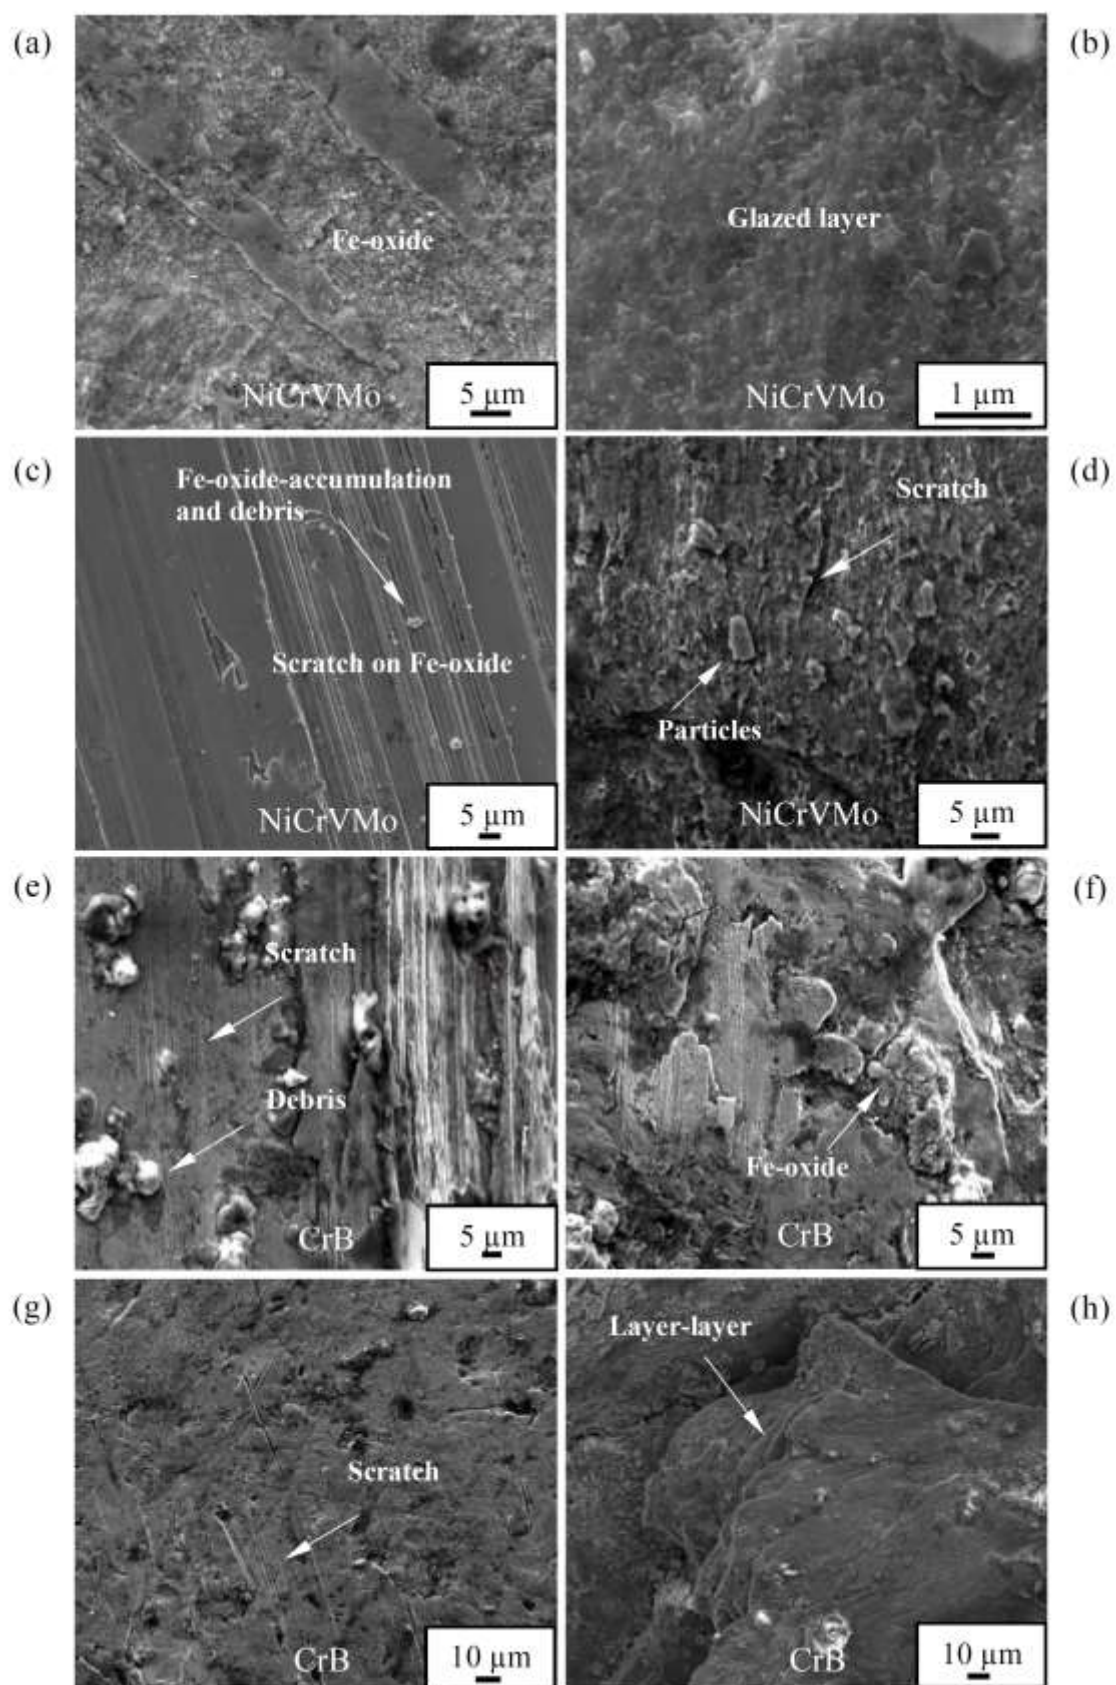 (a)
Fe-oxide
NiCrVMo
5 μm
(b)
Glazed layer
NiCrVMo
1 μm
(c)
Fe-oxide-accumulation
and debris
Scratch on Fe-oxide
NiCrVMo
5 μm
(d)
Scratch
Particles
NiCrVMo
5 μm
(e)
Scratch
Debris
CrB
5 μm
(f)
Fe-oxide
CrB
5 μm
(g)
Scratch
CrB
10 μm
(h)
Layer-layer
CrB
10 μm